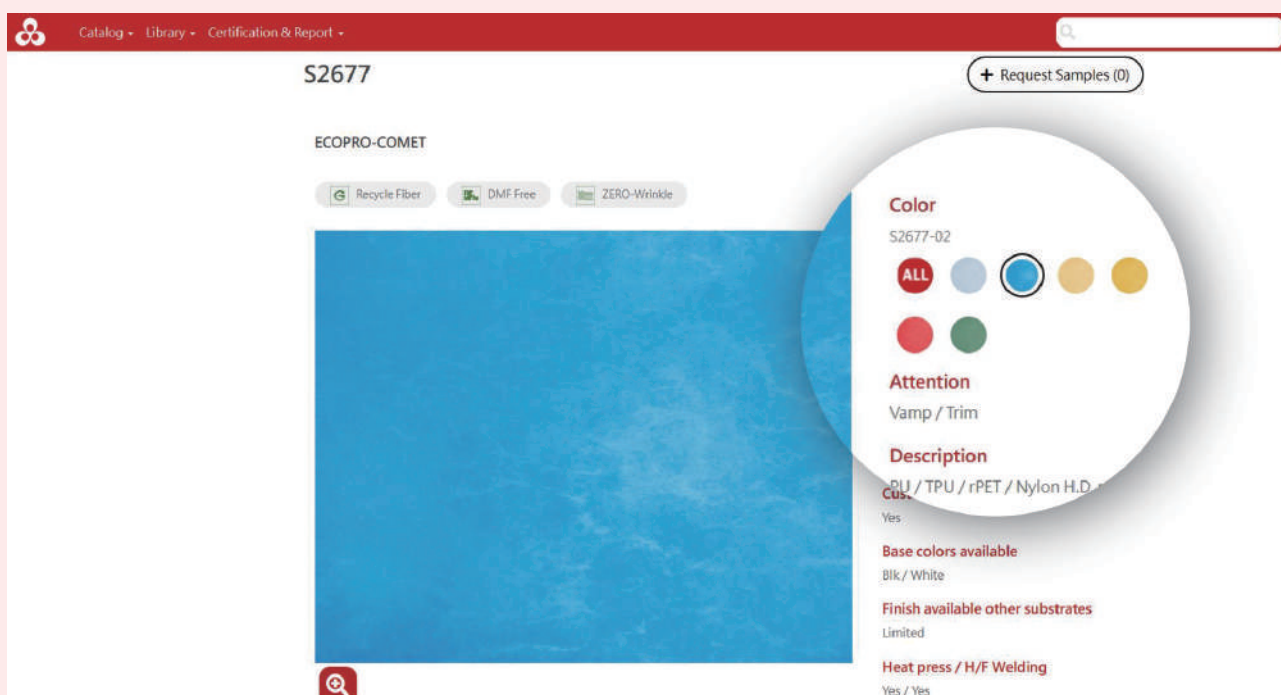 Catalog Library Certification & Report
S2677
+ Request Samples (0)
ECOPRO-COMET
Recycle Fiber DMF Free ZERO-Wrinkle
Color
S2677-02
ALL
Attention
Vamp / Trim
Description
PU / TPU / rPET / Nylon H.D.
Yes
Base colors available
Blk / White
Finish available other substrates
Limited
Heat press / H/F Welding
Yes / Yes